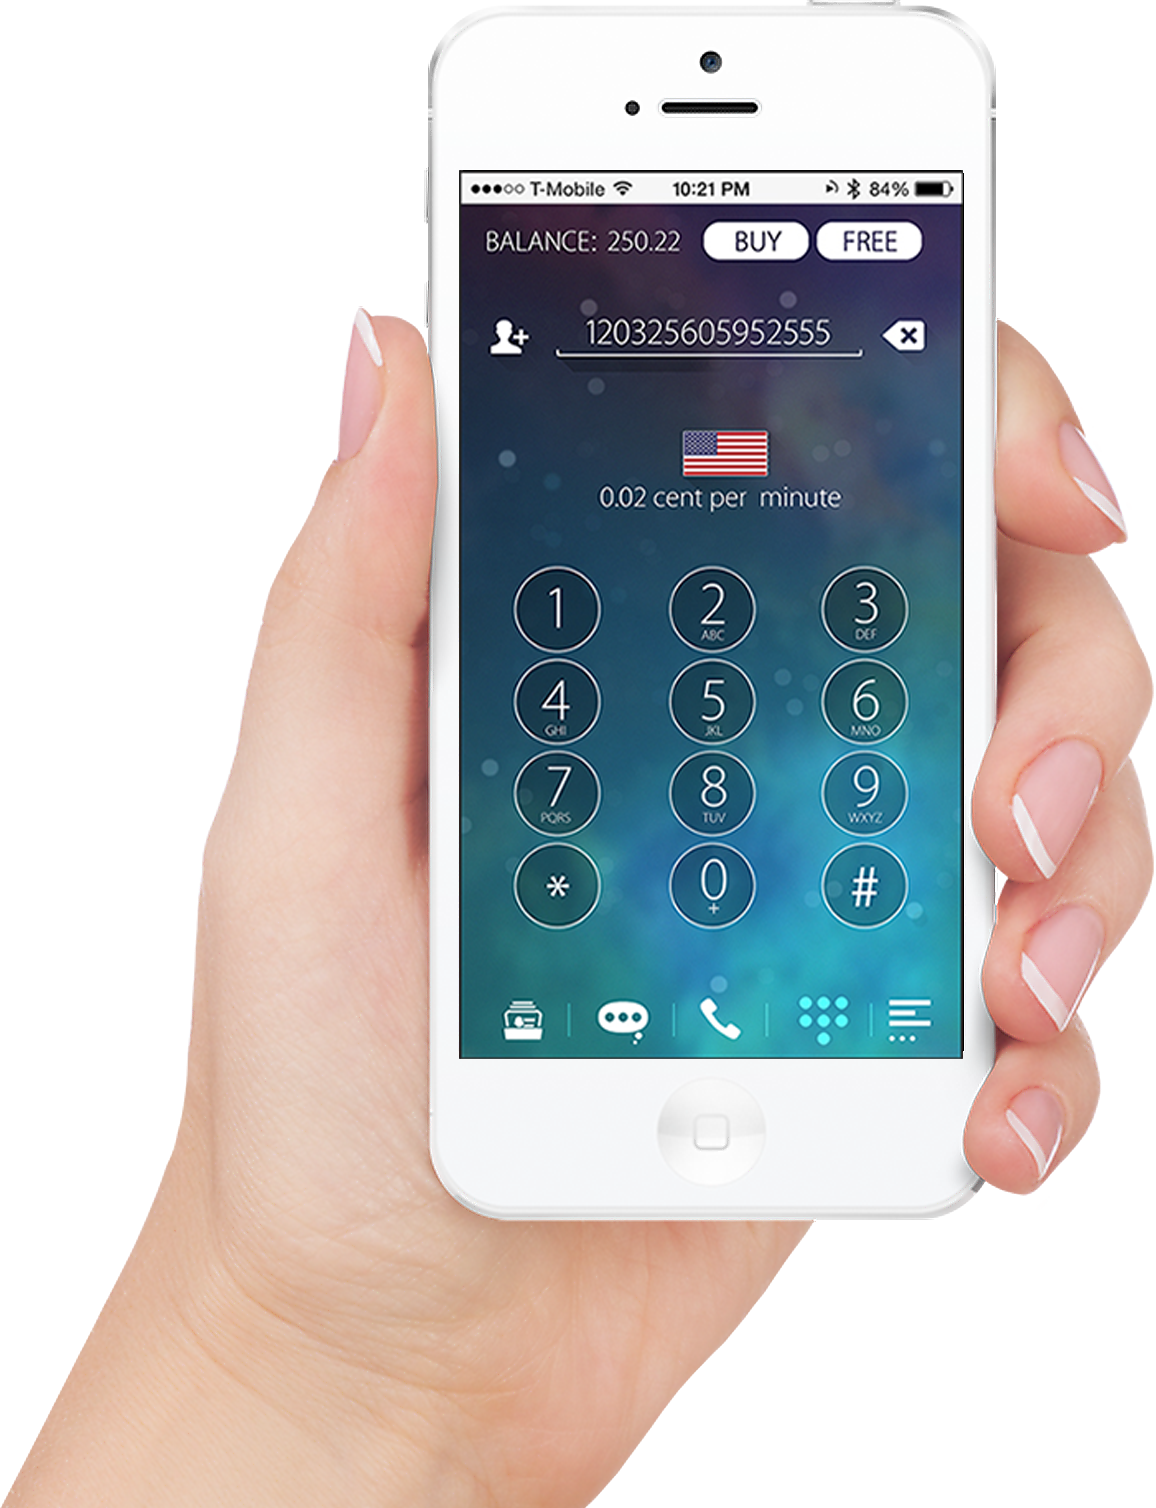 T-Mobile 10:21 PM 84%
BALANCE: 250.22 BUY FREE
120325605952555
0.02 cent per minute
1 2 3
ABC DEF
4 5 6
GHI JKL MNO
7 8 9
PQRS TUV WXYZ
* 0 #
+